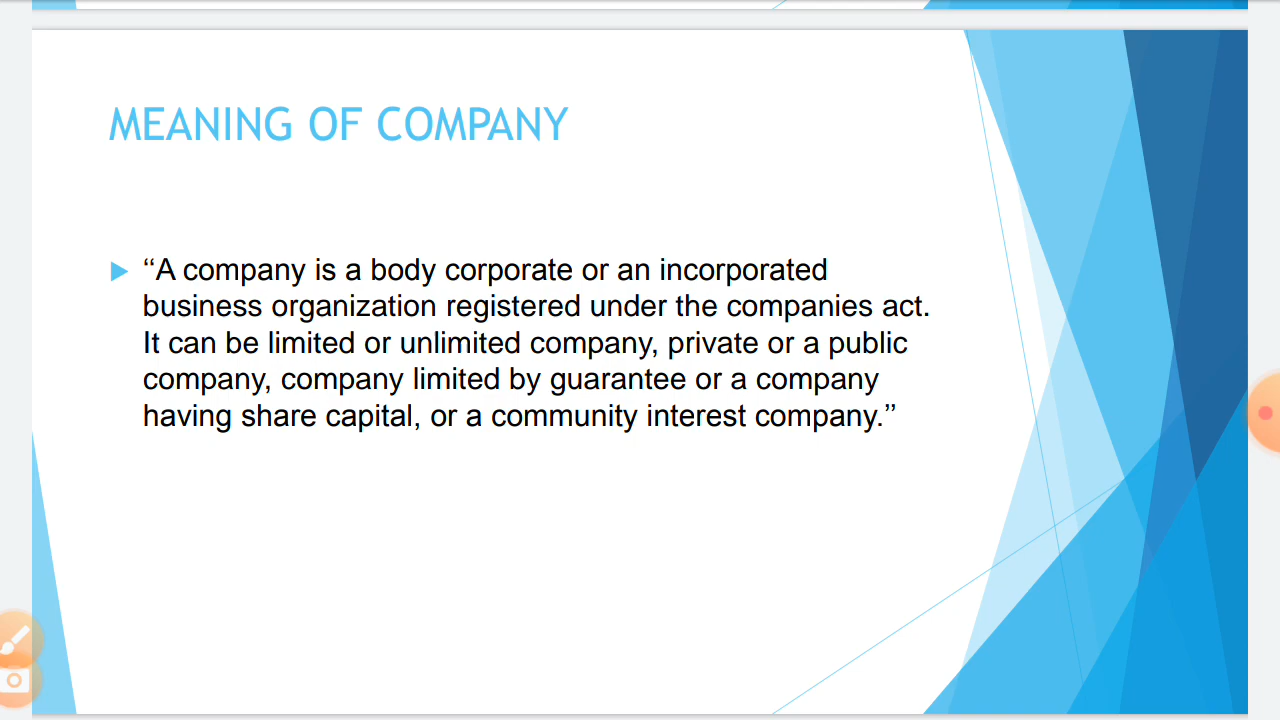 MEANING OF COMPANY
‘‘A company is a body corporate or an incorporated
business organization registered under the companies act.
It can be limited or unlimited company, private or a public
company, company limited by guarantee or a company
having share capital, or a community interest company.’’